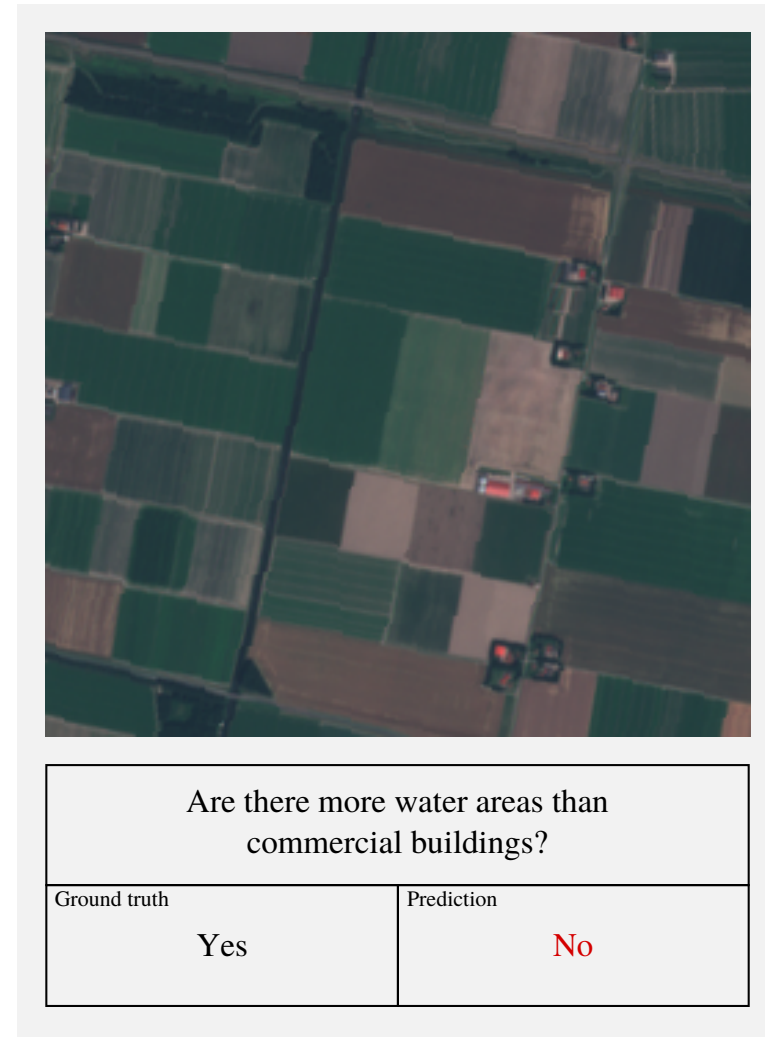 Are there more water areas than
commercial buildings?
Ground truth
Prediction
Yes
No